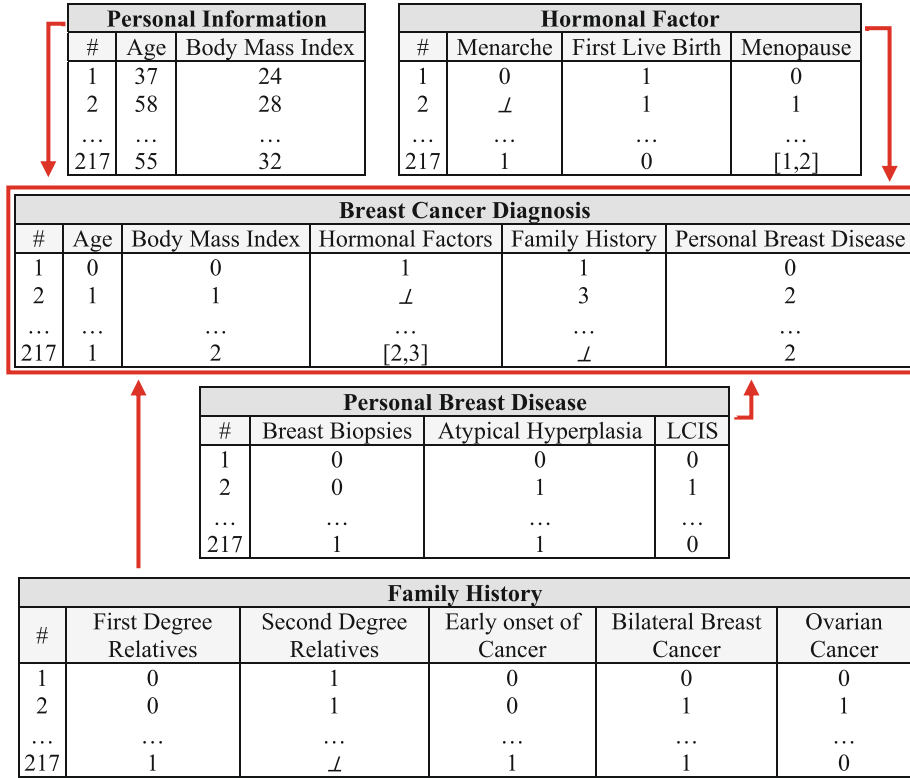 Personal Information
# Age Body Mass Index
1 37 24
2 58 28
… … …
217 55 32
Hormonal Factor
# Menarche First Live Birth Menopause
1 0 1 0
2 ⊥ 1 1
… … … …
217 1 0 [1,2]
Breast Cancer Diagnosis
# Age Body Mass Index Hormonal Factors Family History Personal Breast Disease
1 0 0 1 1 0
2 1 1 ⊥ 3 2
… … … … … …
217 1 2 [2,3] ⊥ 2
Personal Breast Disease
# Breast Biopsies Atypical Hyperplasia LCIS
1 0 0 0
2 0 1 1
… … … …
217 1 1 0
Family History
# First Degree Relatives Second Degree Relatives Early onset of Cancer Bilateral Breast Cancer Ovarian Cancer
1 0 1 0 0 0
2 0 1 0 1 1
… … … … … …
217 1 ⊥ 1 1 0